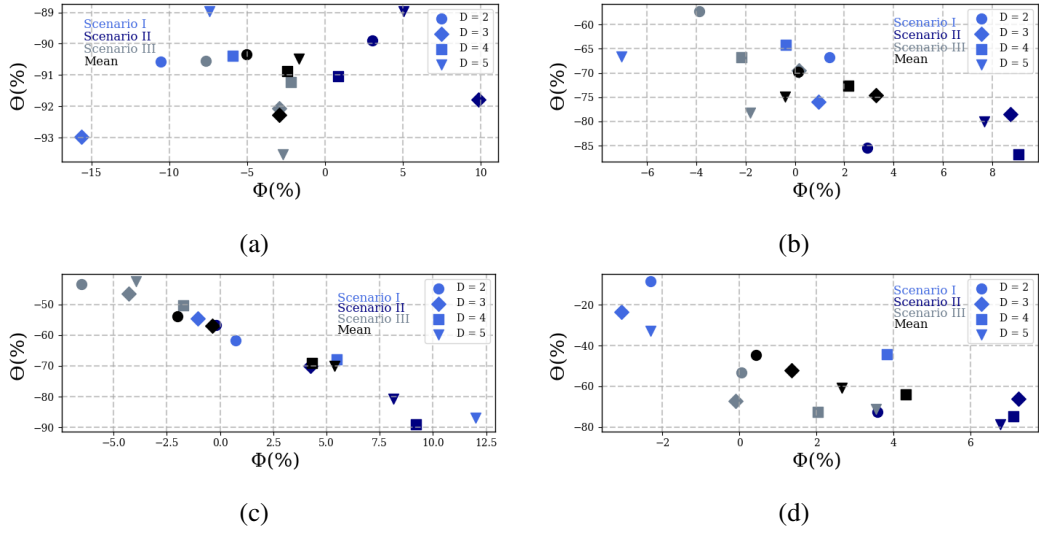 −89
−90
−91
−92
−93
Θ(%)
Scenario I
Scenario II
Scenario III
Mean
D = 2
D = 3
D = 4
D = 5
−15
−10
−5
0
5
10
Φ(%)
(a)
−60
−65
−70
−75
−80
−85
Θ(%)
Scenario I
Scenario II
Scenario III
Mean
D = 2
D = 3
D = 4
D = 5
−6
−4
−2
0
2
4
6
8
Φ(%)
(b)
−50
−60
−70
−80
−90
Θ(%)
Scenario I
Scenario II
Scenario III
Mean
D = 2
D = 3
D = 4
D = 5
−5.0
−2.5
0.0
2.5
5.0
7.5
10.0
12.5
Φ(%)
(c)
−20
−40
−60
−80
Θ(%)
Scenario I
Scenario II
Scenario III
Mean
D = 2
D = 3
D = 4
D = 5
−2
0
2
4
6
Φ(%)
(d)